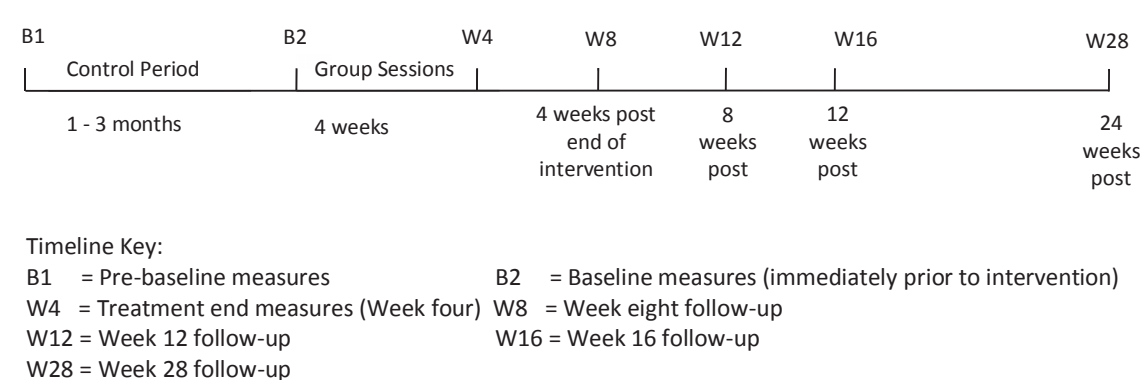 B1 B2 W4 W8 W12 W16 W28
Control Period Group Sessions
1 - 3 months 4 weeks 4 weeks post end of intervention 8 weeks post 12 weeks post 24 weeks post
Timeline Key:
B1 = Pre-baseline measures B2 = Baseline measures (immediately prior to intervention)
W4 = Treatment end measures (Week four) W8 = Week eight follow-up
W12 = Week 12 follow-up W16 = Week 16 follow-up
W28 = Week 28 follow-up